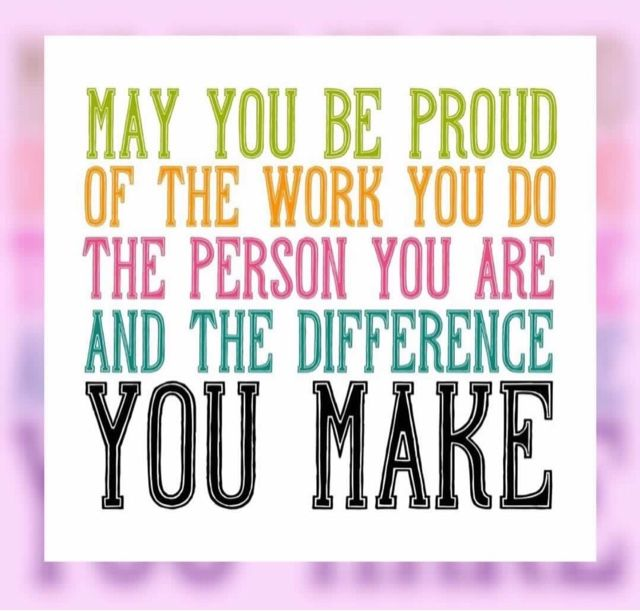 MAY YOU BE PROUD
OF THE WORK YOU DO
THE PERSON YOU ARE
AND THE DIFFERENCE
YOU MAKE